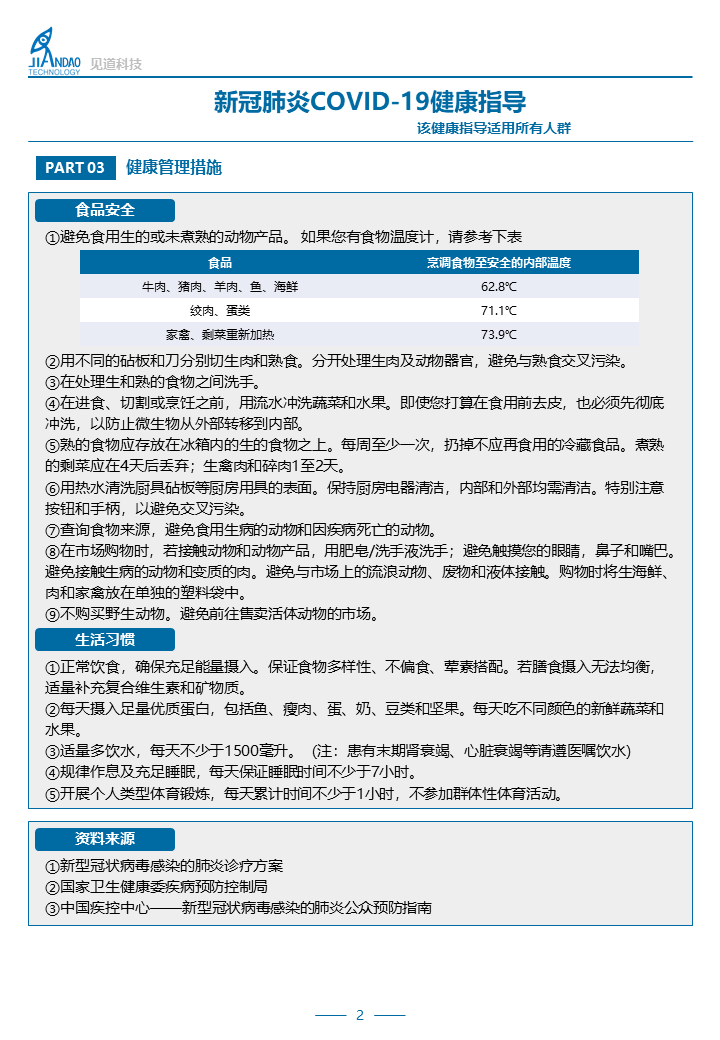 JIANDAO
TECHNOLOGY
见道科技
新冠肺炎COVID-19健康指导
该健康指导适用所有人群
PART 03 健康管理措施
食品安全
①避免食用生的或未煮熟的动物产品。 如果您有食物温度计，请参考下表
食品 烹调食物至安全的内部温度
牛肉、猪肉、羊肉、鱼、海鲜 62.8℃
绞肉、蛋类 71.1℃
家禽、剩菜重新加热 73.9℃
②用不同的砧板和刀分别切生肉和熟食。分开处理生肉及动物器官，避免与熟食交叉污染。
③在处理生和熟的食物之间洗手。
④在进食、切割或烹饪之前，用流水冲洗蔬菜和水果。即使您打算在食用前去皮，也必须先彻底
冲洗，以防止微生物从外部转移到内部。
⑤熟的食物应存放在冰箱内的生的食物之上。每周至少一次，扔掉不应再食用的冷藏食品。煮熟
的剩菜应在4天后丢弃；生禽肉和碎肉1至2天。
⑥用热水清洗厨具砧板等厨房用具的表面。保持厨房电器清洁，内部和外部均需清洁。特别注意
按钮和手柄，以避免交叉污染。
⑦查询食物来源，避免食用生病的动物和因疾病死亡的动物。
⑧在市场购物时，若接触动物和动物产品，用肥皂/洗手液洗手；避免触摸您的眼睛，鼻子和嘴巴。
避免接触生病的动物和变质的肉。避免与市场上的流浪动物、废物和液体接触。购物时将生海鲜、
肉和家禽放在单独的塑料袋中。
⑨不购买野生动物。避免前往售卖活体动物的市场。
生活习惯
①正常饮食，确保充足能量摄入。保证食物多样性、不偏食、荤素搭配。若膳食摄入无法均衡，
适量补充复合维生素和矿物质。
②每天摄入足量优质蛋白，包括鱼、瘦肉、蛋、奶、豆类和坚果。每天吃不同颜色的新鲜蔬菜和
水果。
③适量多饮水，每天不少于1500毫升。（注：患有末期肾衰竭、心脏衰竭等请遵医嘱饮水)
④规律作息及充足睡眠，每天保证睡眠时间不少于7小时。
⑤开展个人类型体育锻炼，每天累计时间不少于1小时，不参加群体性体育活动。
资料来源
①新型冠状病毒感染的肺炎诊疗方案
②国家卫生健康委疾病预防控制局
③中国疾控中心——新型冠状病毒感染的肺炎公众预防指南
2